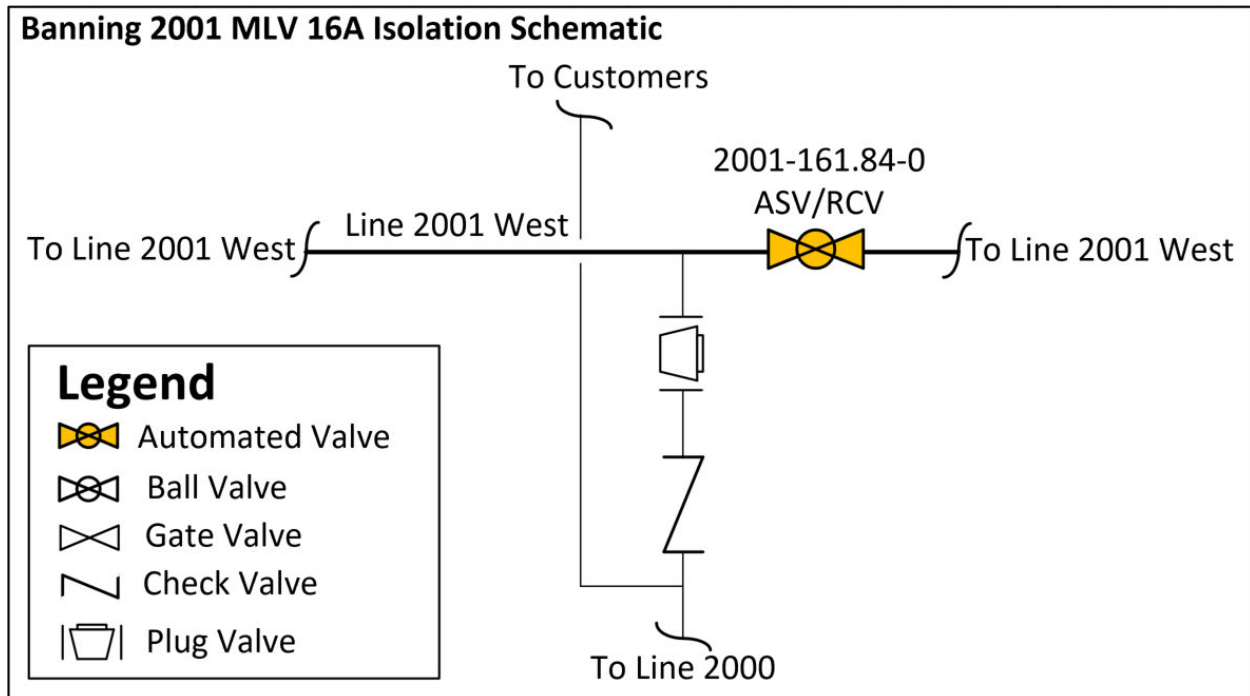 Banning 2001 MLV 16A Isolation Schematic
To Customers
2001-161.84-0
ASV/RCV
Line 2001 West
To Line 2001 West
To Line 2001 West
Legend
Automated Valve
Ball Valve
Gate Valve
Check Valve
Plug Valve
To Line 2000